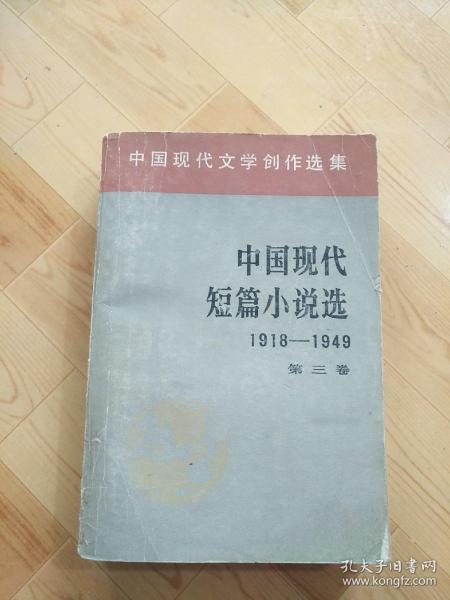 中国现代文学创作选集
中国现代
短篇小说选
1918—1949
第三卷
孔夫子旧书网
www.kongfz.com